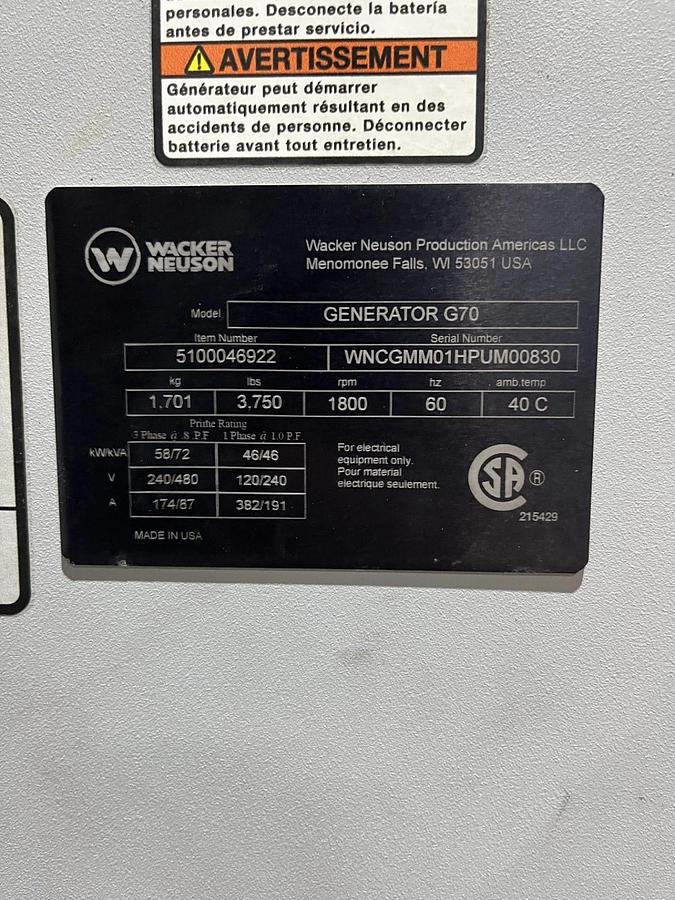 personales. Desconecte la batería
antes de prestar servicio.
AVERTISSEMENT
Générateur peut démarrer
automatiquement résultant en des
accidents de personne. Déconnecter
batterie avant tout entretien.
WACKER
NEUSON
Wacker Neuson Production Americas LLC
Menomonee Falls, WI 53051 USA
Model GENERATOR G70
Item Number Serial Number
5100046922 WNCGMM01HPUM00830
kg lbs rpm hz amb.temp
1,701 3,750 1800 60 40 C
Prime Rating
3 Phase á .8 P.F 1 Phase á 1.0 P.F.
kW/kVA 58/72 46/46
V 240/480 120/240
A 174/87 382/191
For electrical
equipment only.
Pour material
electrique seulement.
SA ®
215429
MADE IN USA